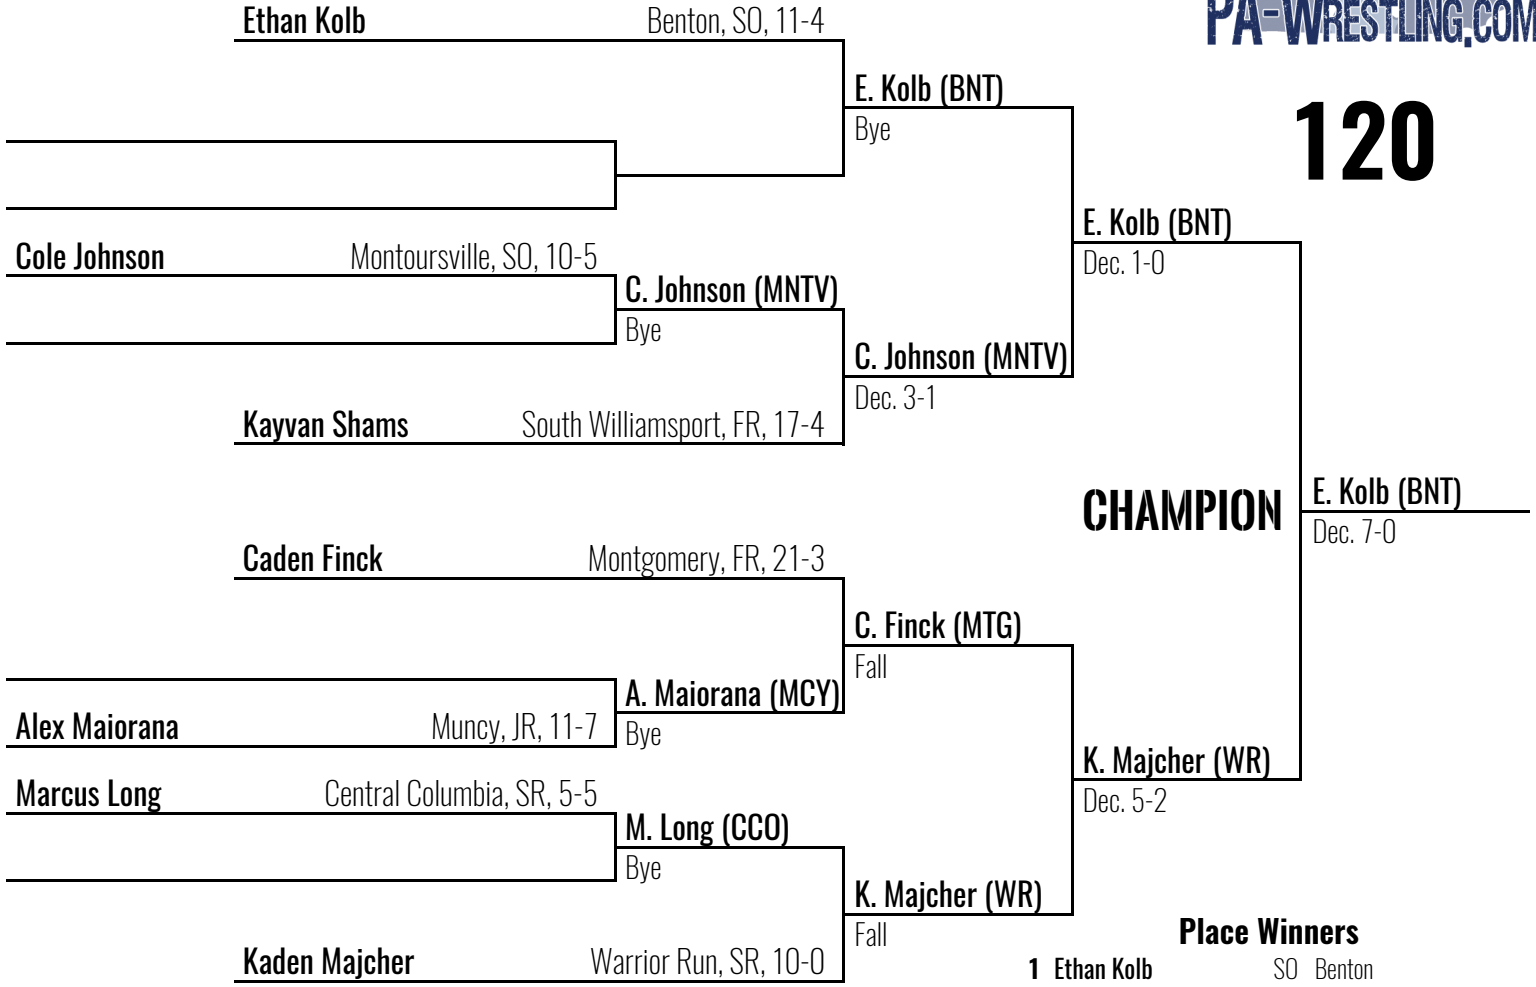 PA-WRESTLING.COM
120
Ethan Kolb Benton, SO, 11-4
E. Kolb (BNT)
Bye
E. Kolb (BNT)
Dec. 1-0
Cole Johnson Montoursville, SO, 10-5
C. Johnson (MNTV)
Bye
C. Johnson (MNTV)
Dec. 3-1
Kayvan Shams South Williamsport, FR, 17-4
CHAMPION
E. Kolb (BNT)
Dec. 7-0
Caden Finck Montgomery, FR, 21-3
C. Finck (MTG)
Fall
A. Maiorana (MCY)
Bye
Alex Maiorana Muncy, JR, 11-7
K. Majcher (WR)
Dec. 5-2
Marcus Long Central Columbia, SR, 5-5
M. Long (CCO)
Bye
K. Majcher (WR)
Fall
Kaden Majcher Warrior Run, SR, 10-0
Place Winners
1 Ethan Kolb SO Benton